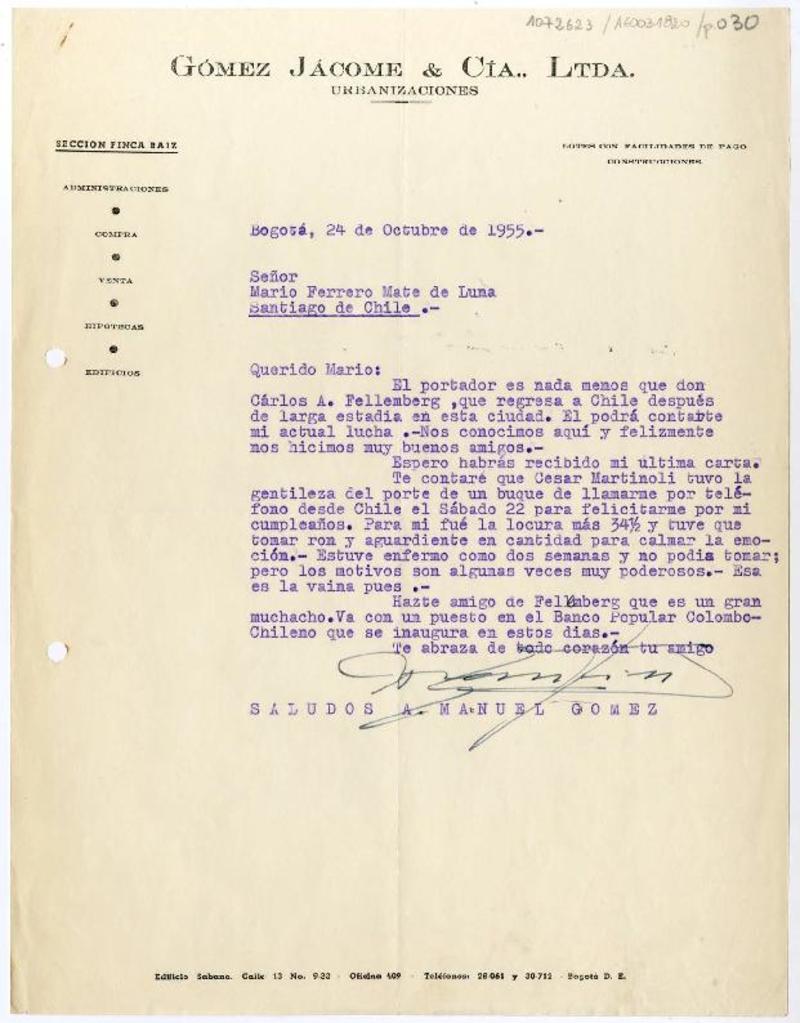 1072623 / AE0031820 / p.030
GÓMEZ JÁCOME & CÍA.. LTDA.
URBANIZACIONES
SECCION FINCA RAIZ
LOTES CON FACILIDADES DE PAGO
CONSTRUCCIONES
ADMINISTRACIONES
COMPRA
VENTA
HIPOTECAS
EDIFICIOS
Bogotá, 24 de Octubre de 1955.-
Señor
Mario Ferrero Mate de Luna
Santiago de Chile .-
Querido Mario:
El portador es nada menos que don
Cárlos A. Fellemberg ,que regresa a Chile después
de larga estadia en esta ciudad. El podrá contarte
mi actual lucha .-Nos conocimos aquí y felizmente
nos hicimos muy buenos amigos.-
Espero habrás recibido mi última carta.
Te contaré que Cesar Martinoli tuvo la
gentileza del porte de un buque de llamarme por telé-
fono desde Chile el Sábado 22 para felicitarme por mi
cumpleaños. Para mi fué la locura más 34½ y tuve que
tomar ron y aguardiente en cantidad para calmar la emo-
ción.- Estuve enfermo como dos semanas y no podia tomar;
pero los motivos son algunas veces muy poderosos.- Esa
es la vaina pues .-
Hazte amigo de Fellmberg que es un gran
muchacho.Va con un puesto en el Banco Popular Colombo-
Chileno que se inaugura en estos dias.-
Te abraza de todo corazón tu amigo
SALUDOS A MANUEL GOMEZ
Edificio Sabana. Calle 13 No. 9-33 - Oficina 409 - Teléfonos: 28-061 y 30-712 - Bogotá D. E.